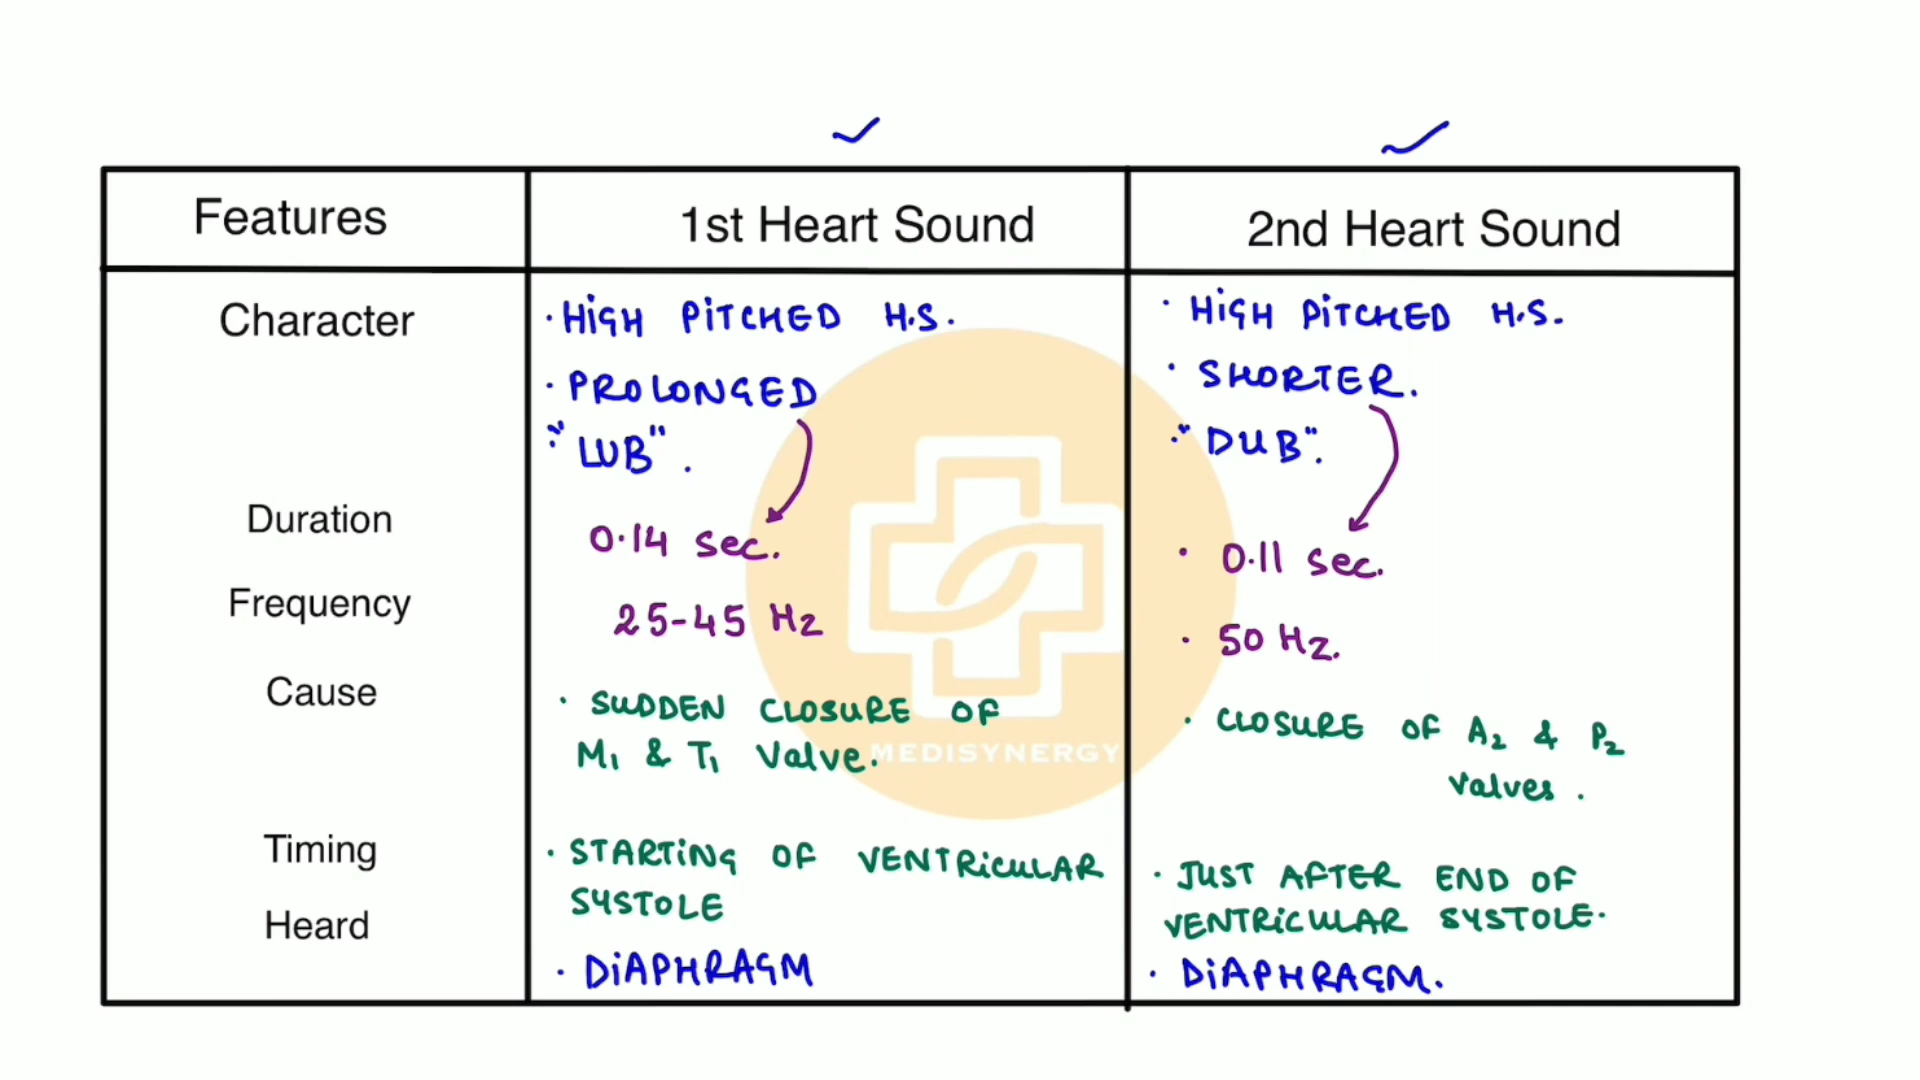 Features 1st Heart Sound 2nd Heart Sound
Character
· HiGH PiTCHED H.S.
· PROLONGED
· "LUB".
· HiGH PiTCHED H.S.
· SHORTER.
· "DUB".
Duration 0.14 sec. · 0.11 sec.
Frequency 25-45 Hz · 50 Hz.
Cause
· SUDDEN CLOSURE OF
M₁ & T₁ Valve.
· CLOSURE OF A₂ & P₂
Valves.
MEDISYNERGY
Timing
· STARTiNG OF VENTRiCULAR
SYSTOLE
· JUST AFTER END OF
VENTRiCULAR SYSTOLE.
Heard · DiAPHRAGM · DiAPHRAGM.